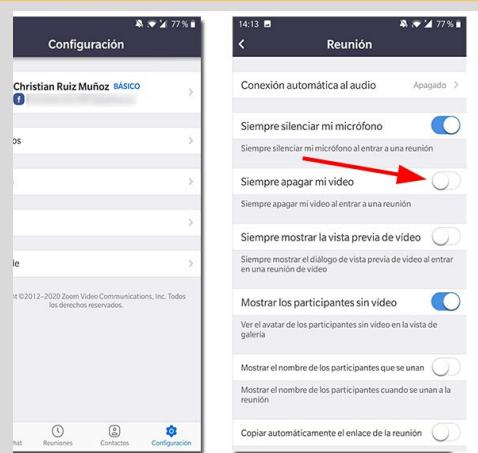 77 %
Configuración
Christian Ruiz Muñoz BÁSICO
os
le
ht ©2012–2020 Zoom Video Communications, Inc. Todos
los derechos reservados.
hat Reuniones Contactos Configuración
14:13 77 %
Reunión
Conexión automática al audio Apagado
Siempre silenciar mi micrófono
Siempre silenciar mi micrófono al entrar a una reunión
Siempre apagar mi video
Siempre apagar mi video al entrar a una reunión
Siempre mostrar la vista previa de vídeo
Siempre mostrar el diálogo de vista previa de video al entrar
en una reunión de vídeo
Mostrar los participantes sin vídeo
Ver el avatar de los participantes sin vídeo en la vista de
galería
Mostrar el nombre de los participantes que se unan
Mostrar el nombre de los participantes cuando se unan a la
reunión
Copiar automáticamente el enlace de la reunión